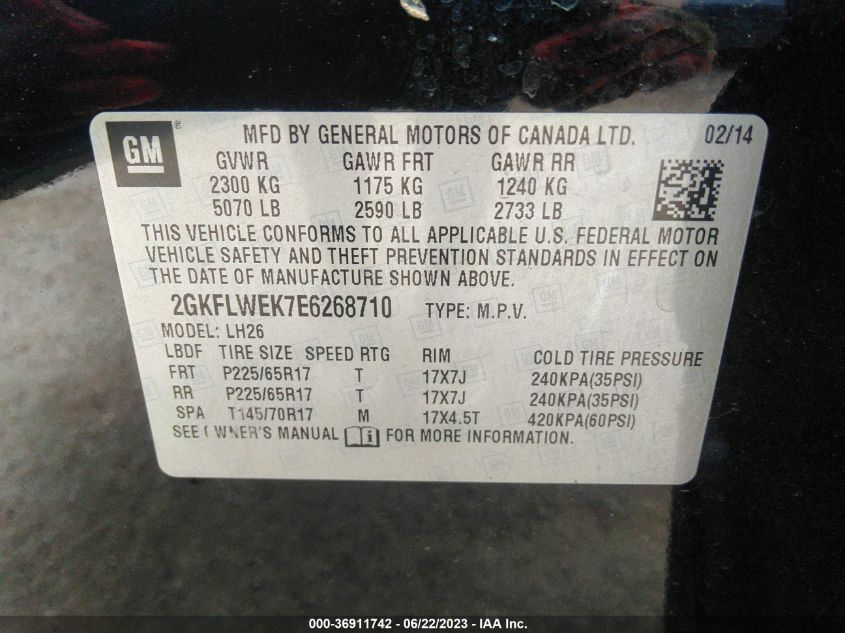 GM ® MFD BY GENERAL MOTORS OF CANADA LTD. 02/14
GVWR GAWR FRT GAWR RR
2300 KG 1175 KG 1240 KG
5070 LB 2590 LB 2733 LB
THIS VEHICLE CONFORMS TO ALL APPLICABLE U.S. FEDERAL MOTOR
VEHICLE SAFETY AND THEFT PREVENTION STANDARDS IN EFFECT ON
THE DATE OF MANUFACTURE SHOWN ABOVE.
2GKFLWEK7E6268710 TYPE: M.P.V.
MODEL: LH26
LBDF TIRE SIZE SPEED RTG RIM COLD TIRE PRESSURE
FRT P225/65R17 T 17X7J 240KPA(35PSI)
RR P225/65R17 T 17X7J 240KPA(35PSI)
SPA T145/70R17 M 17X4.5T 420KPA(60PSI)
SEE OWNER'S MANUAL i FOR MORE INFORMATION.
000-36911742 - 06/22/2023 - IAA Inc.